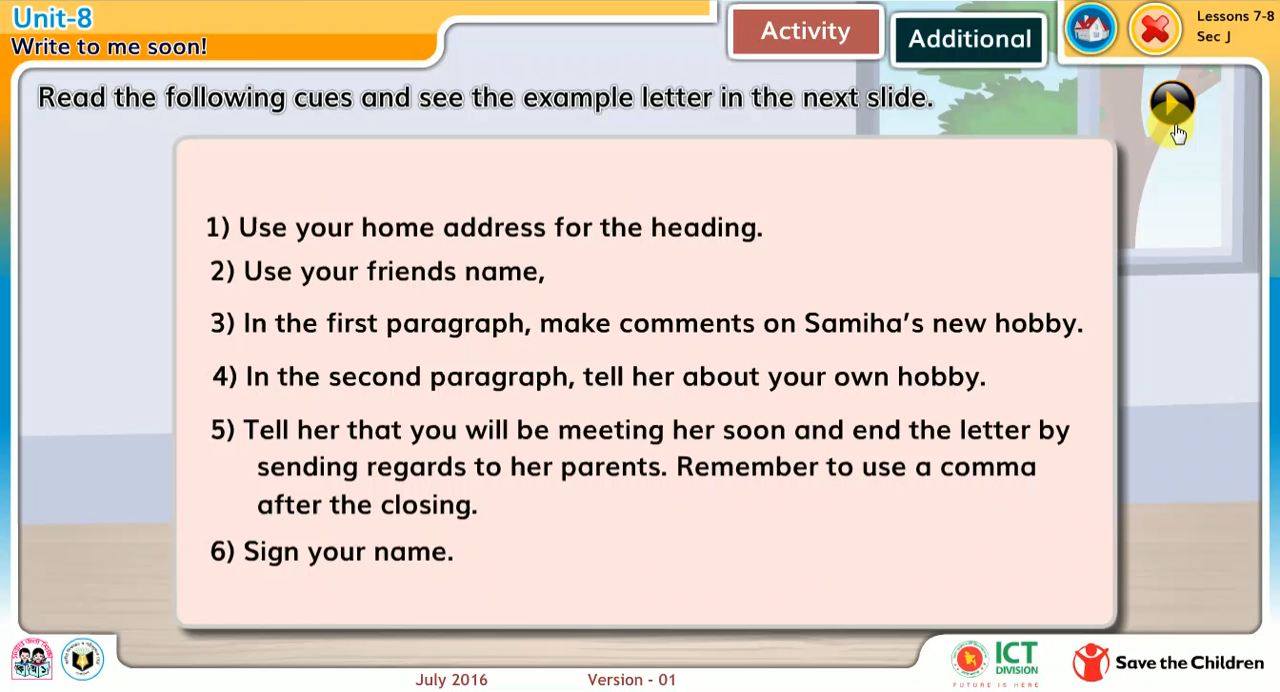 Unit-8
Write to me soon!
Activity
Additional
Lessons 7-8
Sec J
Read the following cues and see the example letter in the next slide.
1) Use your home address for the heading.
2) Use your friends name,
3) In the first paragraph, make comments on Samiha's new hobby.
4) In the second paragraph, tell her about your own hobby.
5) Tell her that you will be meeting her soon and end the letter by
sending regards to her parents. Remember to use a comma
after the closing.
6) Sign your name.
July 2016
Version - 01
ICT
DIVISION
FUTURE IS HERE
Save the Children